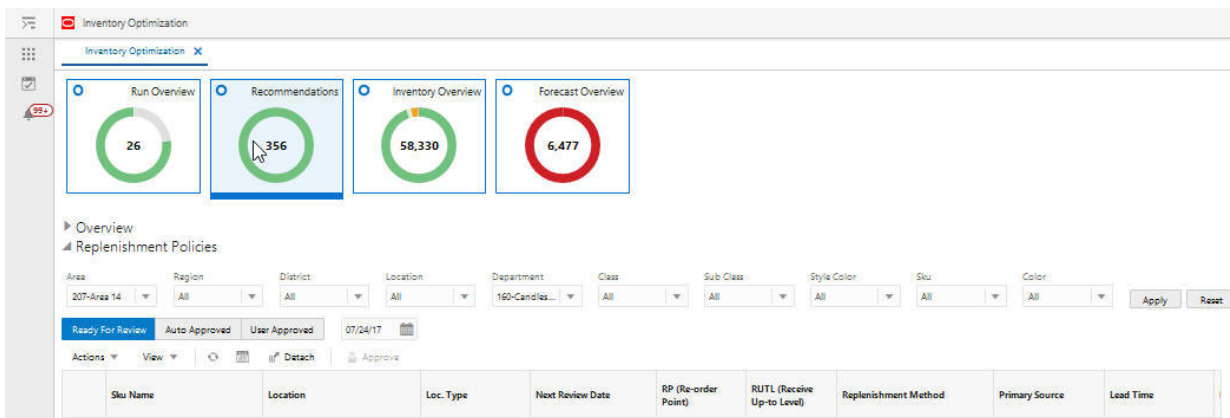 Inventory Optimization
Inventory Optimization X
99+
Run Overview
26
Recommendations
356
Inventory Overview
58,330
Forecast Overview
6,477
Overview
Replenishment Policies
Area Region District Location Department Class Sub Class Style Color Sku Color
207-Area 14 All All All 160-Candles... All All All All All Apply Reset
Ready For Review Auto Approved User Approved 07/24/17
Actions View Detach Approve
Sku Name Location Loc. Type Next Review Date RP (Re-order Point) RUTL (Receive Up-to Level) Replenishment Method Primary Source Lead Time